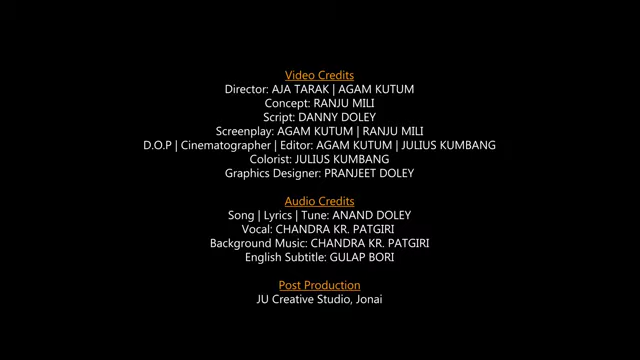 Video Credits
Director: AJA TARAK | AGAM KUTUM
Concept: RANJU MILI
Script: DANNY DOLEY
Screenplay: AGAM KUTUM | RANJU MILI
D.O.P | Cinematographer | Editor: AGAM KUTUM | JULIUS KUMBANG
Colorist: JULIUS KUMBANG
Graphics Designer: PRANJEET DOLEY
Audio Credits
Song | Lyrics | Tune: ANAND DOLEY
Vocal: CHANDRA KR. PATGIRI
Background Music: CHANDRA KR. PATGIRI
English Subtitle: GULAP BORI
Post Production
JU Creative Studio, Jonai